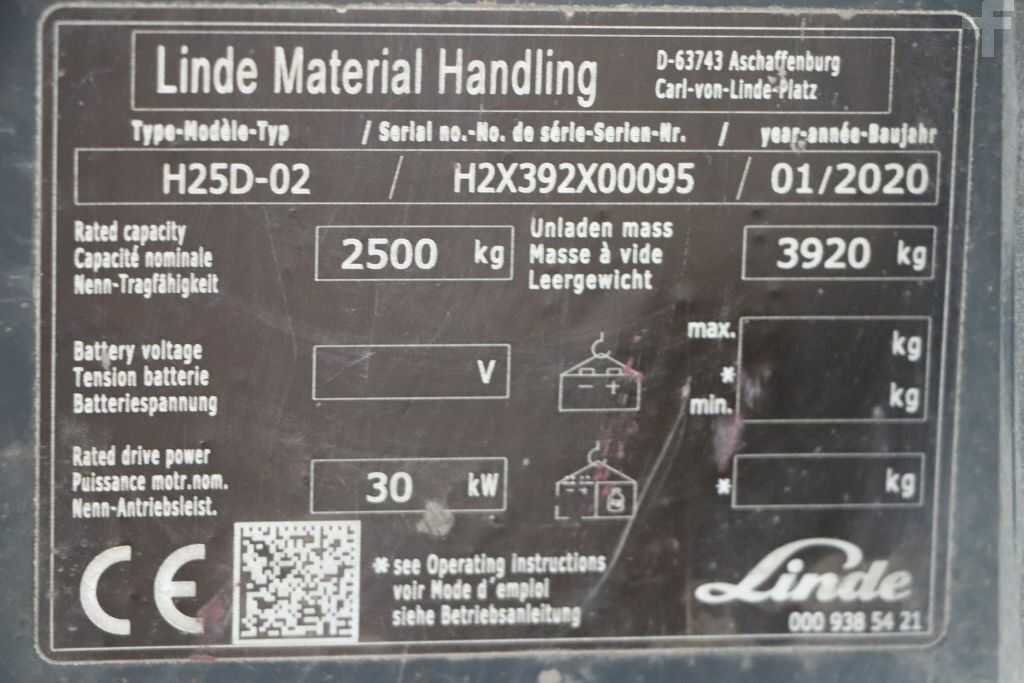 Linde Material Handling
D-63743 Aschaffenburg
Carl-von-Linde-Platz
Type-Modèle-Typ / Serial no.-No. de série-Serien-Nr. / year-année-Baujahr
H25D-02 / H2X392X00095 / 01/2020
Rated capacity
Capacité nominale
Nenn-Tragfähigkeit
2500 kg
Unladen mass
Masse à vide
Leergewicht
3920 kg
Battery voltage
Tension batterie
Batteriespannung
V
- +
max. kg
*
min. kg
Rated drive power
Puissance motr.nom.
Nenn-Antriebsleist.
30 kW
* kg
CE
* see Operating instructions
voir Mode d'emploi
siehe Betriebsanleitung
Linde
000 938 54 21
f